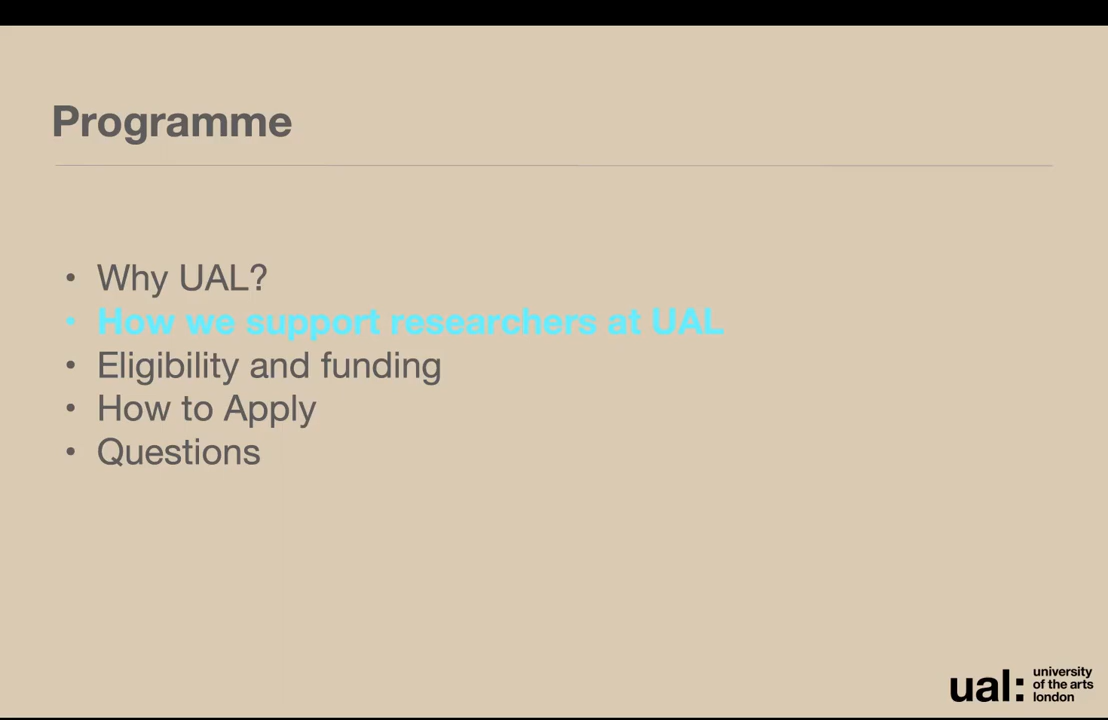 Programme
• Why UAL?
• How we support researchers at UAL
• Eligibility and funding
• How to Apply
• Questions
ual: university
of the arts
london